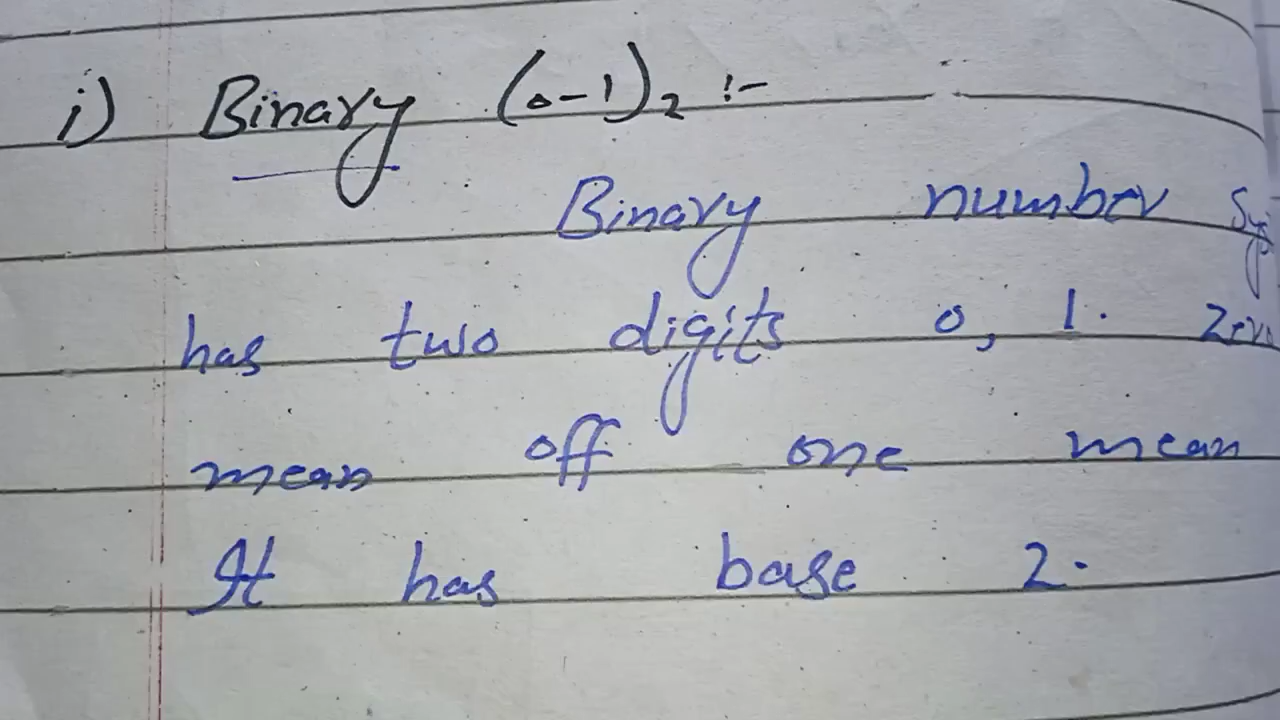 i) Binary (0-1)₂ :-
Binary number
has two digits 0, 1. Zero
mean off one mean
It has base 2.